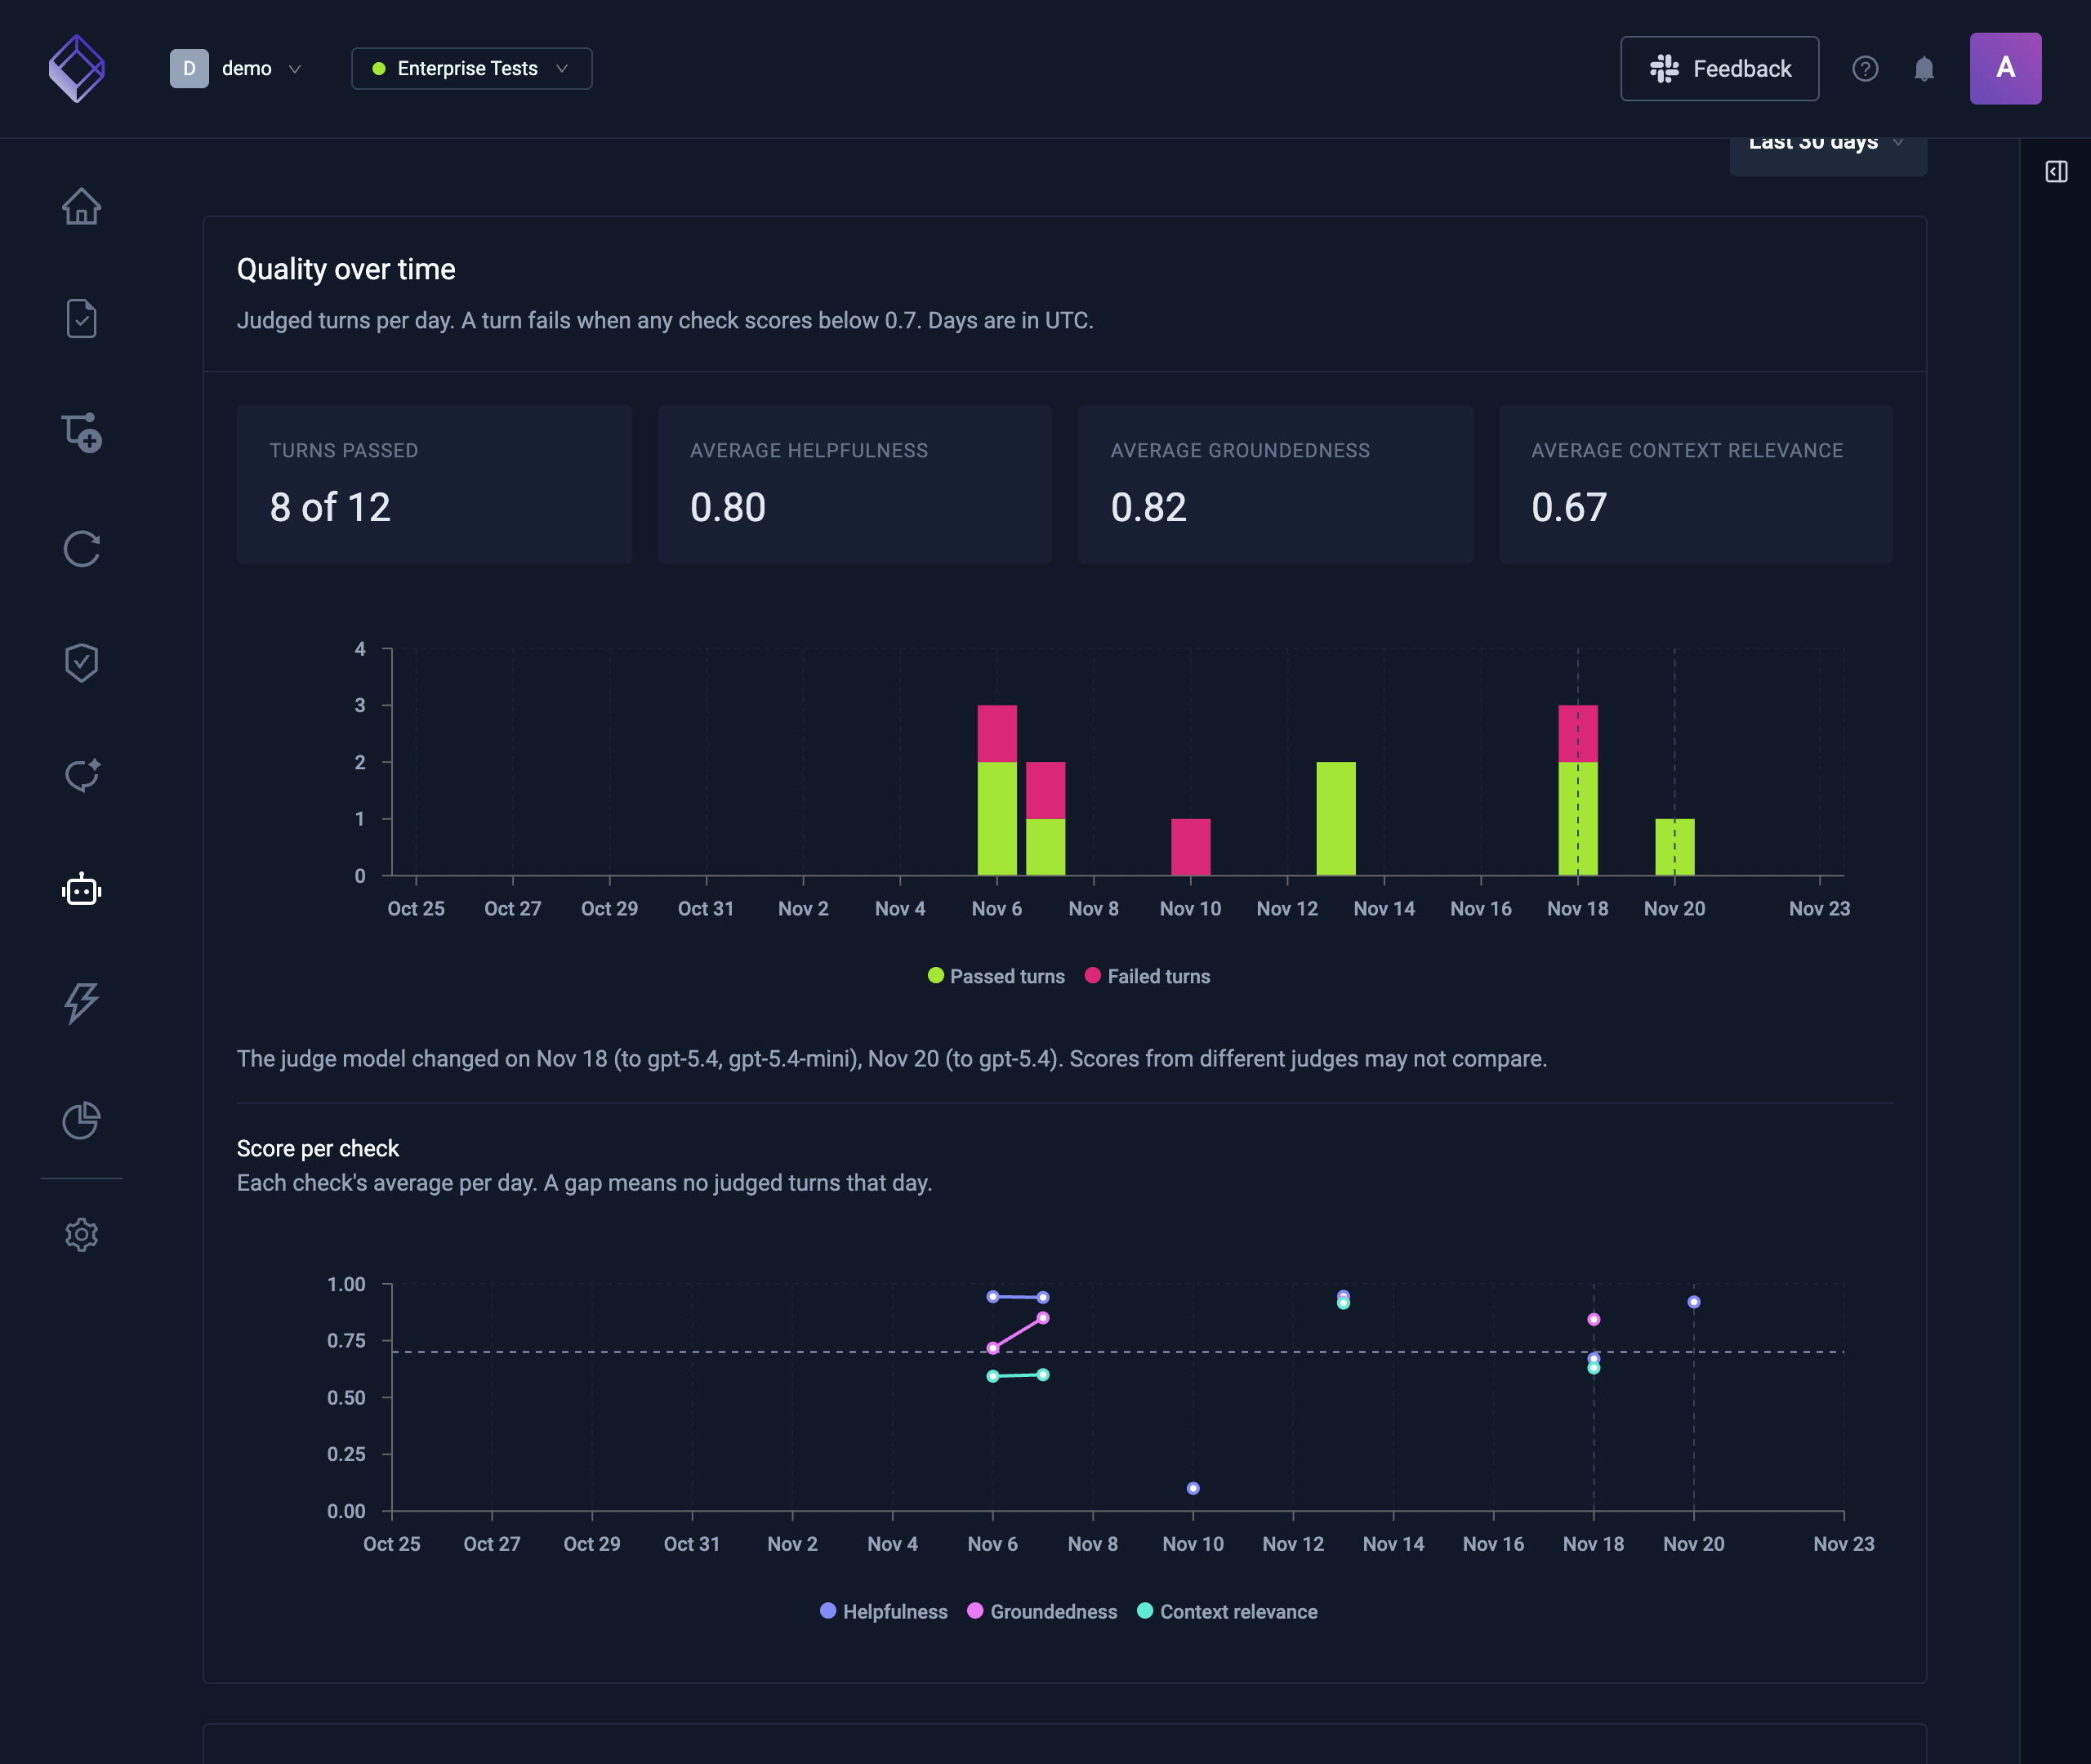 D demo Enterprise Tests Feedback A
Last 30 days
Quality over time
Judged turns per day. A turn fails when any check scores below 0.7. Days are in UTC.
TURNS PASSED
8 of 12
AVERAGE HELPFULNESS
0.80
AVERAGE GROUNDEDNESS
0.82
AVERAGE CONTEXT RELEVANCE
0.67
4
3
2
1
0
Oct 25 Oct 27 Oct 29 Oct 31 Nov 2 Nov 4 Nov 6 Nov 8 Nov 10 Nov 12 Nov 14 Nov 16 Nov 18 Nov 20 Nov 23
Passed turns Failed turns
The judge model changed on Nov 18 (to gpt-5.4, gpt-5.4-mini), Nov 20 (to gpt-5.4). Scores from different judges may not compare.
Score per check
Each check's average per day. A gap means no judged turns that day.
1.00
0.75
0.50
0.25
0.00
Oct 25 Oct 27 Oct 29 Oct 31 Nov 2 Nov 4 Nov 6 Nov 8 Nov 10 Nov 12 Nov 14 Nov 16 Nov 18 Nov 20 Nov 23
Helpfulness Groundedness Context relevance